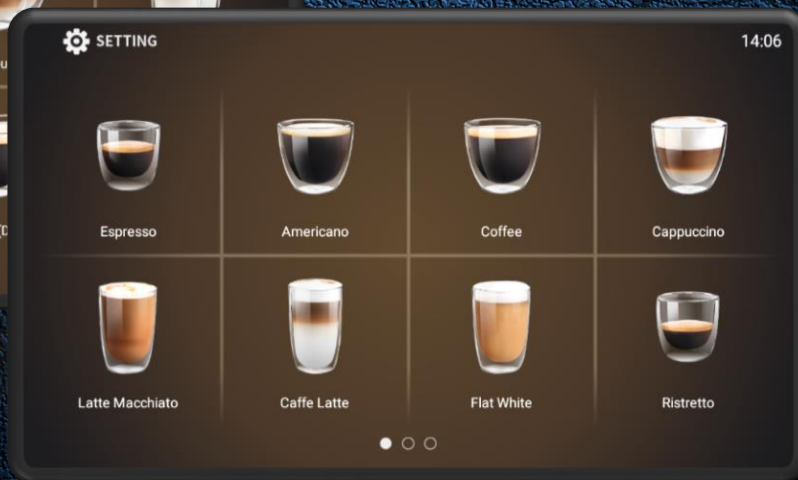 SETTING
14:06
Espresso
Americano
Coffee
Cappuccino
Latte Macchiato
Caffe Latte
Flat White
Ristretto